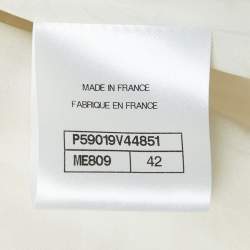 MADE IN FRANCE
FABRIQUE EN FRANCE
P59019V44851
ME809 42